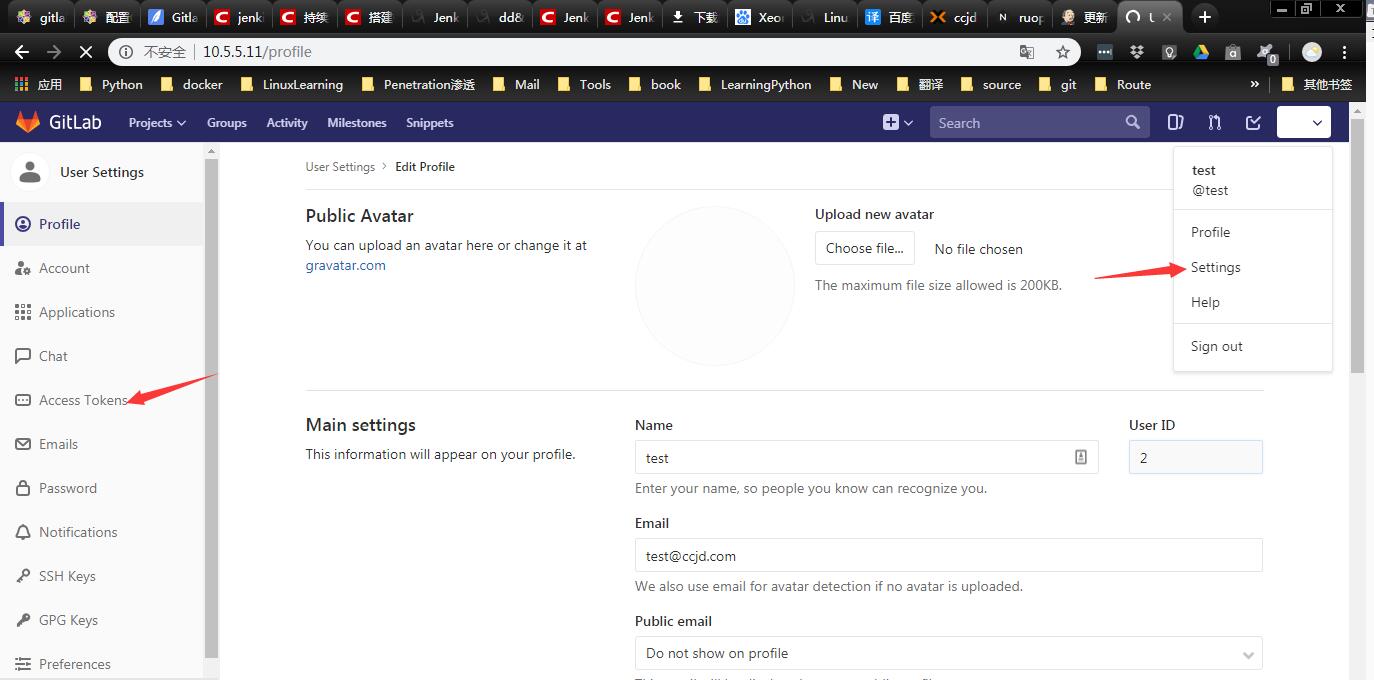 gitla
配置
Gitla
jenki
持续
搭建
Jenk
dd&
Jenk
Jenk
下载
Xeor
Linu
百度
ccjd
ruop
更新
不安全 10.5.5.11/profile
应用 Python docker LinuxLearning Penetration渗透 Mail Tools book LearningPython New 翻译 source git Route » 其他书签
GitLab Projects Groups Activity Milestones Snippets Search
User Settings
Profile
Account
Applications
Chat
Access Tokens
Emails
Password
Notifications
SSH Keys
GPG Keys
Preferences
User Settings > Edit Profile
Public Avatar
You can upload an avatar here or change it at
gravatar.com
Upload new avatar
Choose file... No file chosen
The maximum file size allowed is 200KB.
test
@test
Profile
Settings
Help
Sign out
Main settings
This information will appear on your profile.
Name
test
Enter your name, so people you know can recognize you.
User ID
2
Email
test@ccjd.com
We also use email for avatar detection if no avatar is uploaded.
Public email
Do not show on profile